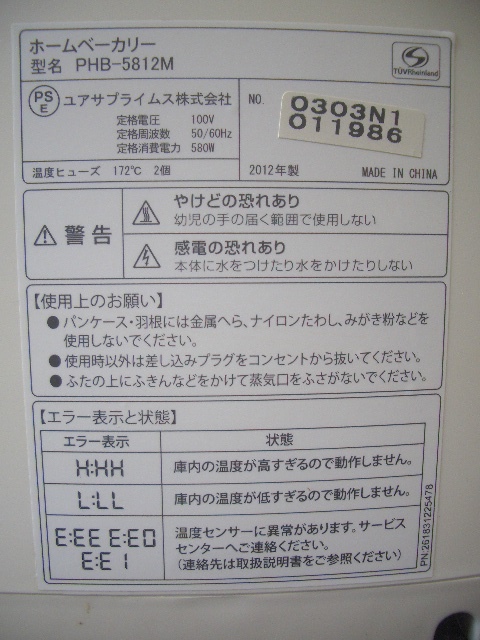 ホームベーカリー
型名 PHB-5812M
TÜVRheinland
PS
E
ユアサプライムス株式会社
定格電圧 100V
定格周波数 50/60Hz
定格消費電力 580W
NO.
0303N1
011986
温度ヒューズ 172℃ 2個
2012年製 MADE IN CHINA
警告
やけどの恐れあり
幼児の手の届く範囲で使用しない
感電の恐れあり
本体に水をつけたり水をかけたりしない
【使用上のお願い】
●パンケース・羽根には金属へら、ナイロンたわし、みがき粉などを
使用しないでください。
●使用時以外は差し込みプラグをコンセントから抜いてください。
●ふたの上にふきんなどをかけて蒸気口をふさがないでください。
【エラー表示と状態】
エラー表示 状態
H:HH 庫内の温度が高すぎるので動作しません。
L:LL 庫内の温度が低すぎるので動作しません。
E:EE E:E0
E:E1
温度センサーに異常があります。サービス
センターへご連絡ください。
(連絡先は取扱説明書をご参照ください)
PN:261831225478